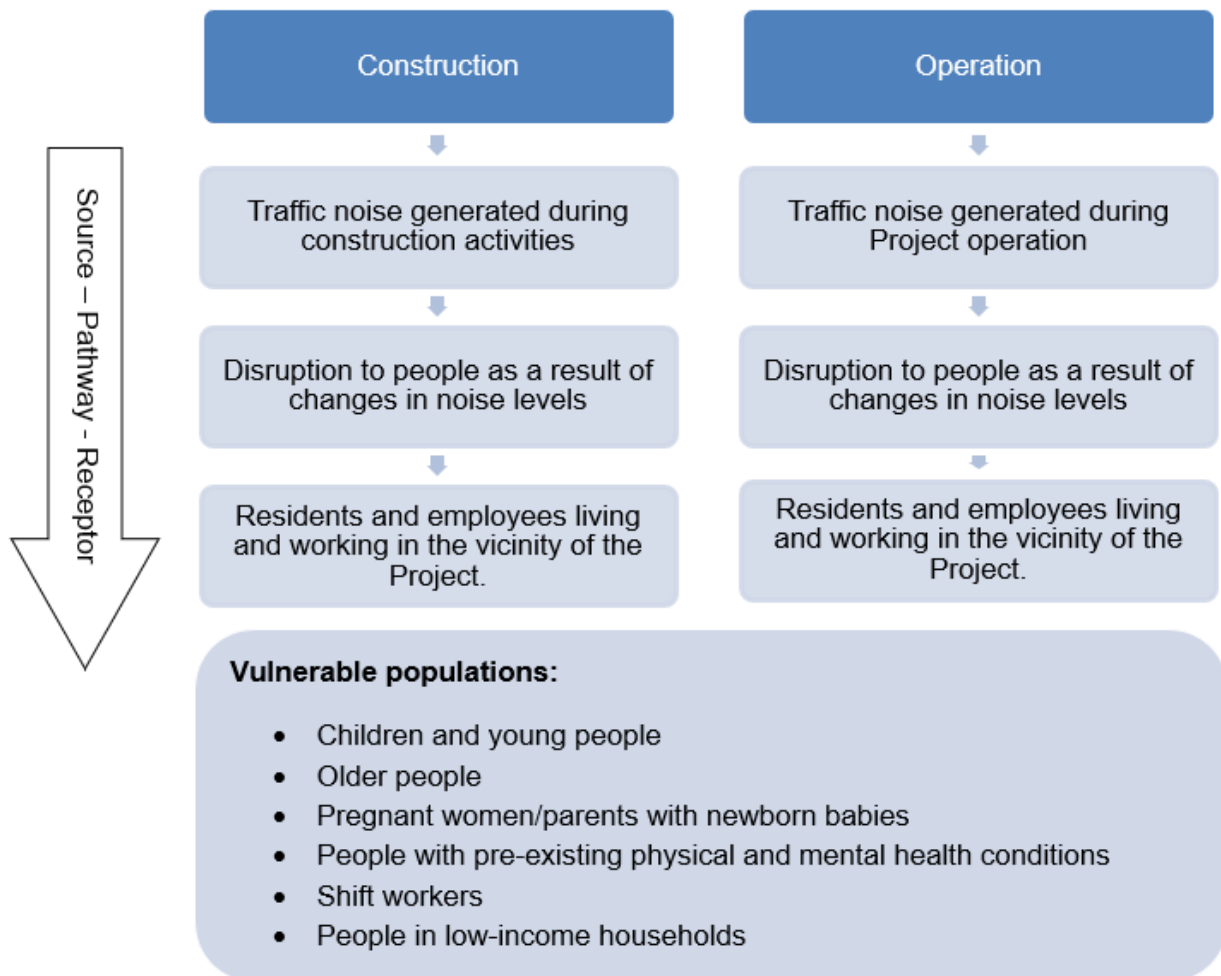 Construction
Operation
Source – Pathway - Receptor
Traffic noise generated during
construction activities
Traffic noise generated during
Project operation
Disruption to people as a result of
changes in noise levels
Disruption to people as a result of
changes in noise levels
Residents and employees living
and working in the vicinity of the
Project.
Residents and employees living
and working in the vicinity of the
Project.
Vulnerable populations:
• Children and young people
• Older people
• Pregnant women/parents with newborn babies
• People with pre-existing physical and mental health conditions
• Shift workers
• People in low-income households